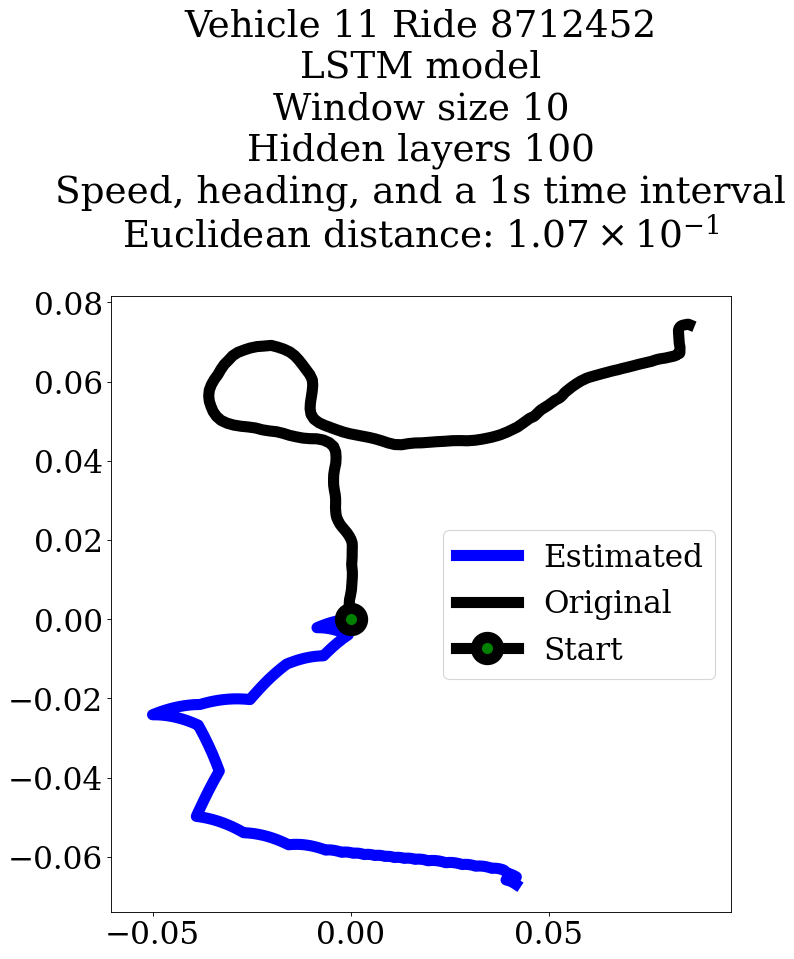 Vehicle 11 Ride 8712452
LSTM model
Window size 10
Hidden layers 100
Speed, heading, and a 1s time interval
Euclidean distance: 1.07 × 10⁻¹
0.08
0.06
0.04
0.02
0.00
−0.02
−0.04
−0.06
Estimated
Original
Start
−0.05 0.00 0.05